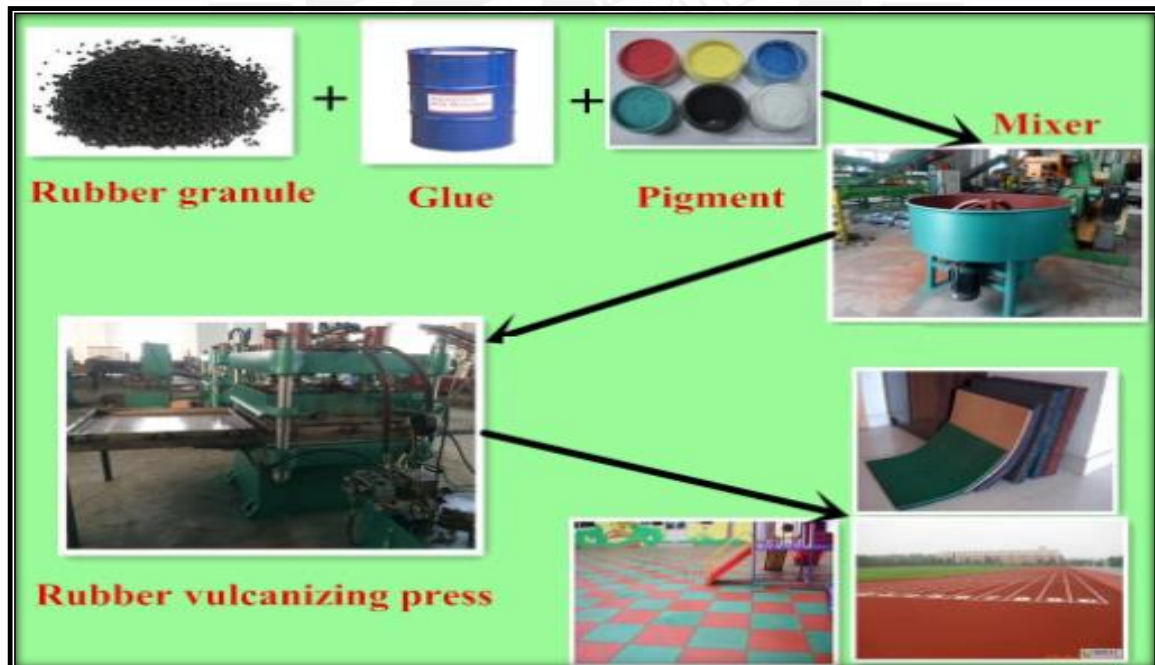 Rubber granule
+
Glue
+
Pigment
Mixer
Rubber vulcanizing press